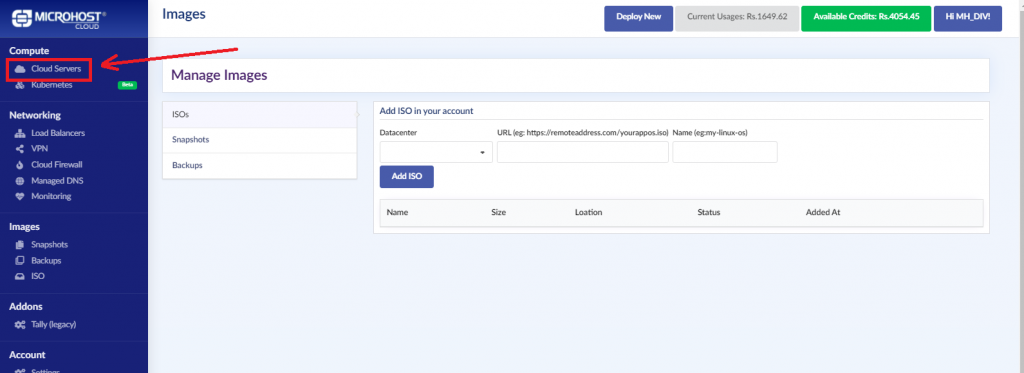 MICROHOST®
CLOUD
Compute
Cloud Servers
Kubernetes Beta
Networking
Load Balancers
VPN
Cloud Firewall
Managed DNS
Monitoring
Images
Snapshots
Backups
ISO
Addons
Tally (legacy)
Account
Settings
Images
Deploy New
Current Usages: Rs.1649.62
Available Credits: Rs.4054.45
Hi MH_DIV!
Manage Images
ISOs
Snapshots
Backups
Add ISO in your account
Datacenter URL (eg: https://remoteaddress.com/yourappos.iso) Name (eg:my-linux-os)
Add ISO
Name Size Loation Status Added At